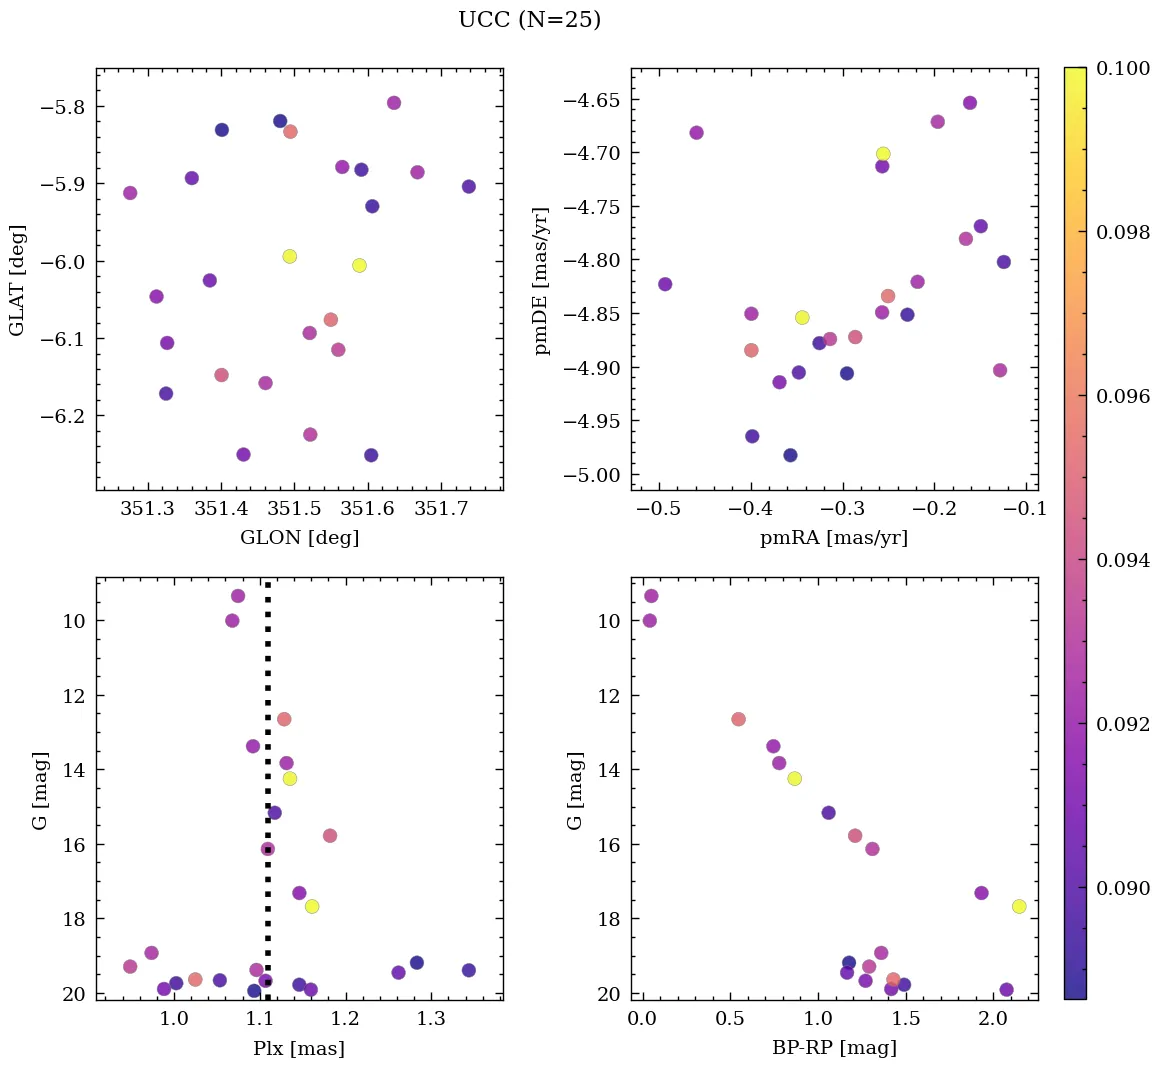 UCC (N=25)
−5.8
−5.9
−6.0
−6.1
−6.2
GLAT [deg]
351.3 351.4 351.5 351.6 351.7
GLON [deg]
−4.65
−4.70
−4.75
−4.80
−4.85
−4.90
−4.95
−5.00
pmDE [mas/yr]
−0.5 −0.4 −0.3 −0.2 −0.1
pmRA [mas/yr]
0.100
0.098
0.096
0.094
0.092
0.090
10
12
14
16
18
20
G [mag]
1.0 1.1 1.2 1.3
Plx [mas]
10
12
14
16
18
20
G [mag]
0.0 0.5 1.0 1.5 2.0
BP-RP [mag]